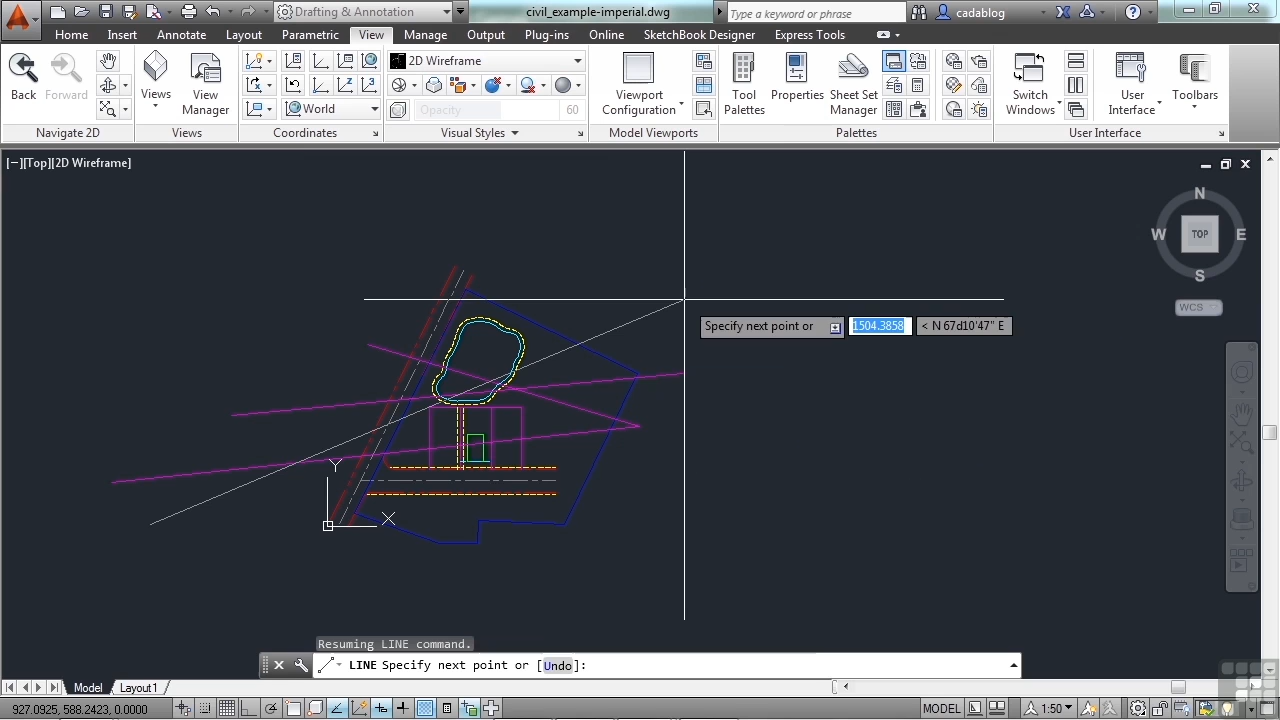 Drafting & Annotation civil_example-imperial.dwg Type a keyword or phrase cadablog
Home Insert Annotate Layout Parametric View Manage Output Plug-ins Online SketchBook Designer Express Tools
2D Wireframe
Back Forward Views View Manager World Opacity 60 Viewport Configuration Tool Palettes Properties Sheet Set Manager Switch Windows User Interface Toolbars
Navigate 2D Views Coordinates Visual Styles Model Viewports Palettes User Interface
[−][Top][2D Wireframe]
N
W TOP E
S
WCS
Specify next point or 1504.3858 < N 67d10'47" E
Y
X
Resuming LINE command.
LINE Specify next point or [Undo]:
Model Layout1
927.0925, 588.2423, 0.0000 MODEL 1:50